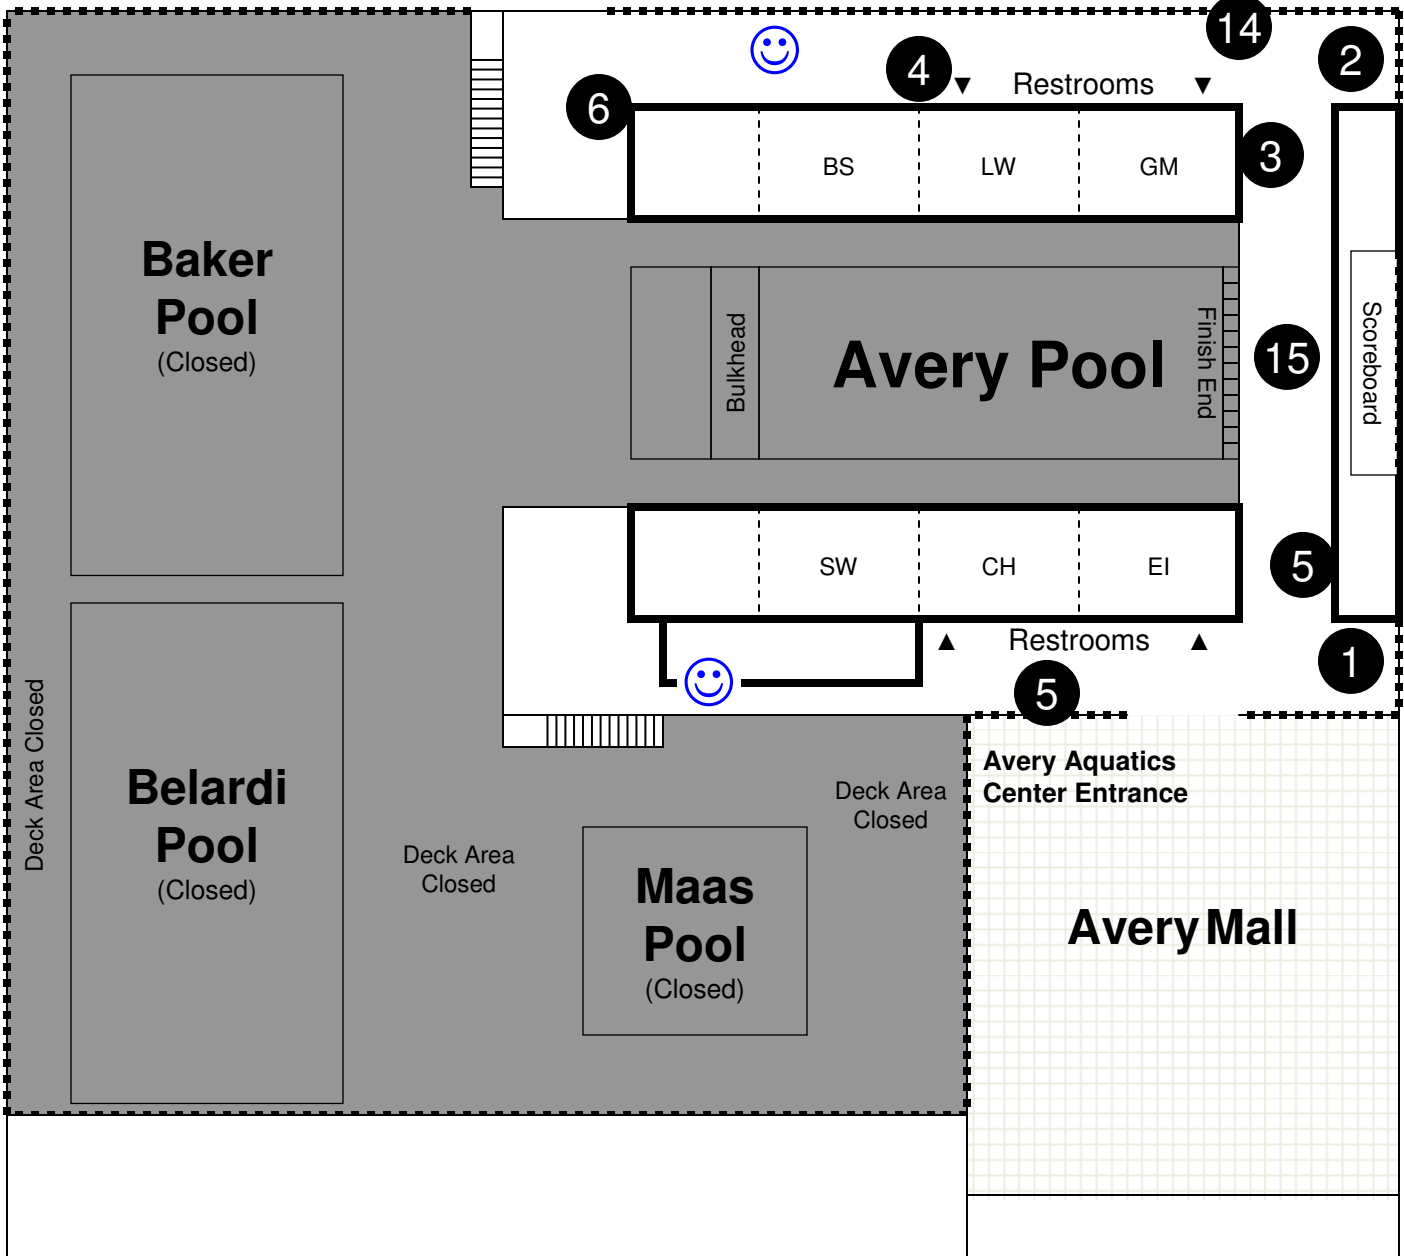 14
2
4
▼ Restrooms ▼
6
3
BS
LW
GM
Baker
Pool
(Closed)
Bulkhead
Avery Pool
Finish End
15
Scoreboard
SW
CH
EI
5
▲ Restrooms ▲
1
5
Deck Area Closed
Belardi
Pool
(Closed)
Deck Area
Closed
Maas
Pool
(Closed)
Deck Area
Closed
Avery Aquatics
Center Entrance
Avery Mall